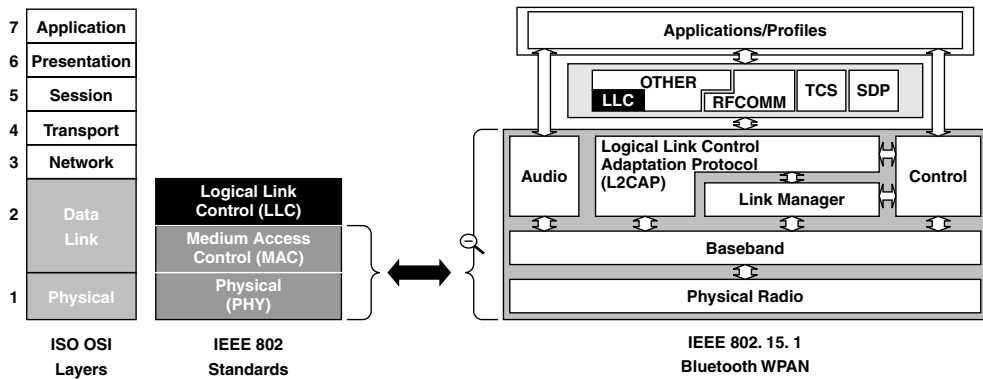 7 Application
6 Presentation
5 Session
4 Transport
3 Network
2 Data
Link
1 Physical
ISO OSI
Layers
Logical Link
Control (LLC)
Medium Access
Control (MAC)
Physical
(PHY)
IEEE 802
Standards
Applications/Profiles
OTHER
LLC
RFCOMM
TCS
SDP
Audio
Logical Link Control
Adaptation Protocol
(L2CAP)
Control
Link Manager
Baseband
Physical Radio
IEEE 802. 15. 1
Bluetooth WPAN